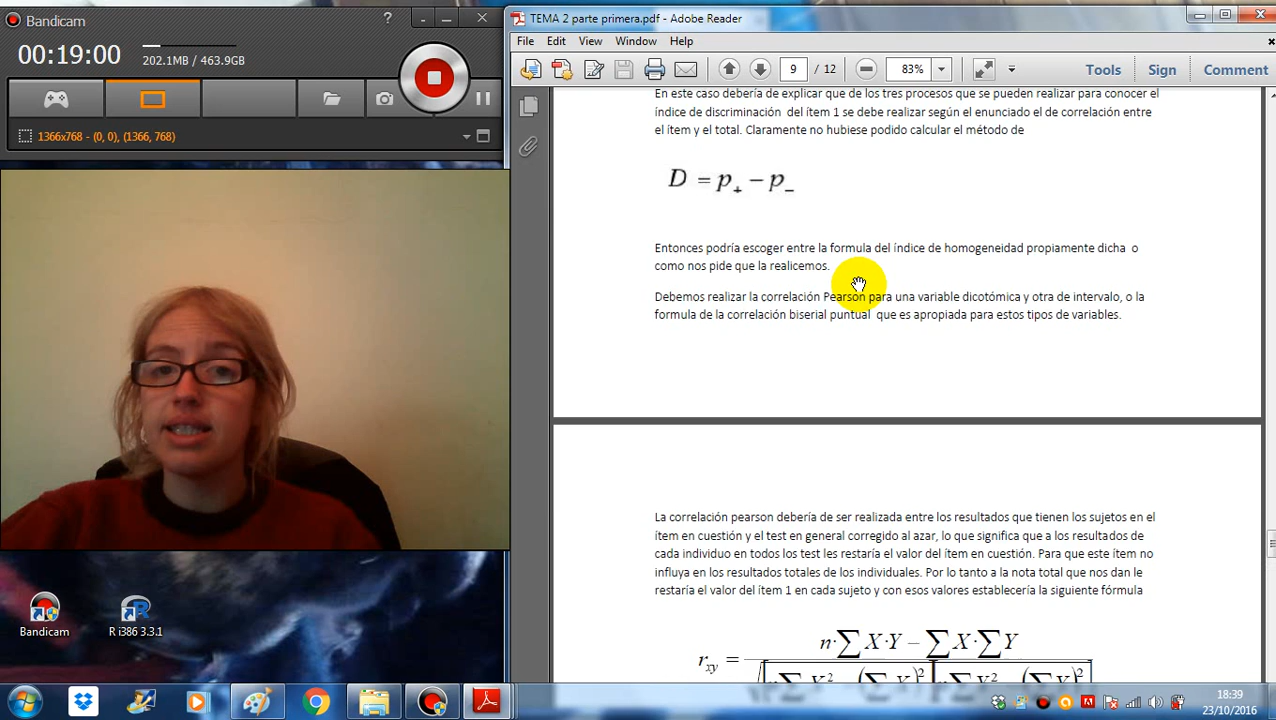 Bandicam
00:19:00
202.1MB / 463.9GB
1366x768 - (0, 0), (1366, 768)
Bandicam
R i386 3.3.1
TEMA 2 parte primera.pdf - Adobe Reader
File Edit View Window Help
9 / 12 83% Tools Sign Comment
En este caso debería de explicar que de los tres procesos que se pueden realizar para conocer el
índice de discriminación del ítem 1 se debe realizar según el enunciado el de correlación entre
el ítem y el total. Claramente no hubiese podido calcular el método de
D = p₊ − p₋
Entonces podría escoger entre la formula del índice de homogeneidad propiamente dicha o
como nos pide que la realicemos.
Debemos realizar la correlación Pearson para una variable dicotómica y otra de intervalo, o la
formula de la correlación biserial puntual que es apropiada para estos tipos de variables.
La correlación pearson debería de ser realizada entre los resultados que tienen los sujetos en el
ítem en cuestión y el test en general corregido al azar, lo que significa que a los resultados de
cada individuo en todos los test les restaría el valor del ítem en cuestión. Para que este ítem no
influya en los resultados totales de los individuales. Por lo tanto a la nota total que nos dan le
restaría el valor del ítem 1 en cada sujeto y con esos valores establecería la siguiente fórmula
n·∑ X·Y − ∑ X·∑ Y
r_xy =
18:39
23/10/2016